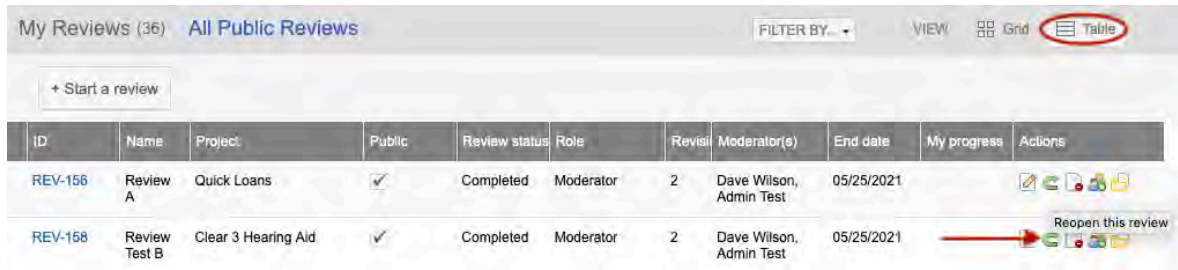 My Reviews (36) All Public Reviews FILTER BY... VIEW Grid Table
+ Start a review
ID Name Project Public Review status Role Revisi Moderator(s) End date My progress Actions
REV-156 Review Quick Loans Completed Moderator 2 Dave Wilson, 05/25/2021
A Admin Test
Reopen this review
REV-158 Review Clear 3 Hearing Aid Completed Moderator 2 Dave Wilson, 05/25/2021
Test B Admin Test